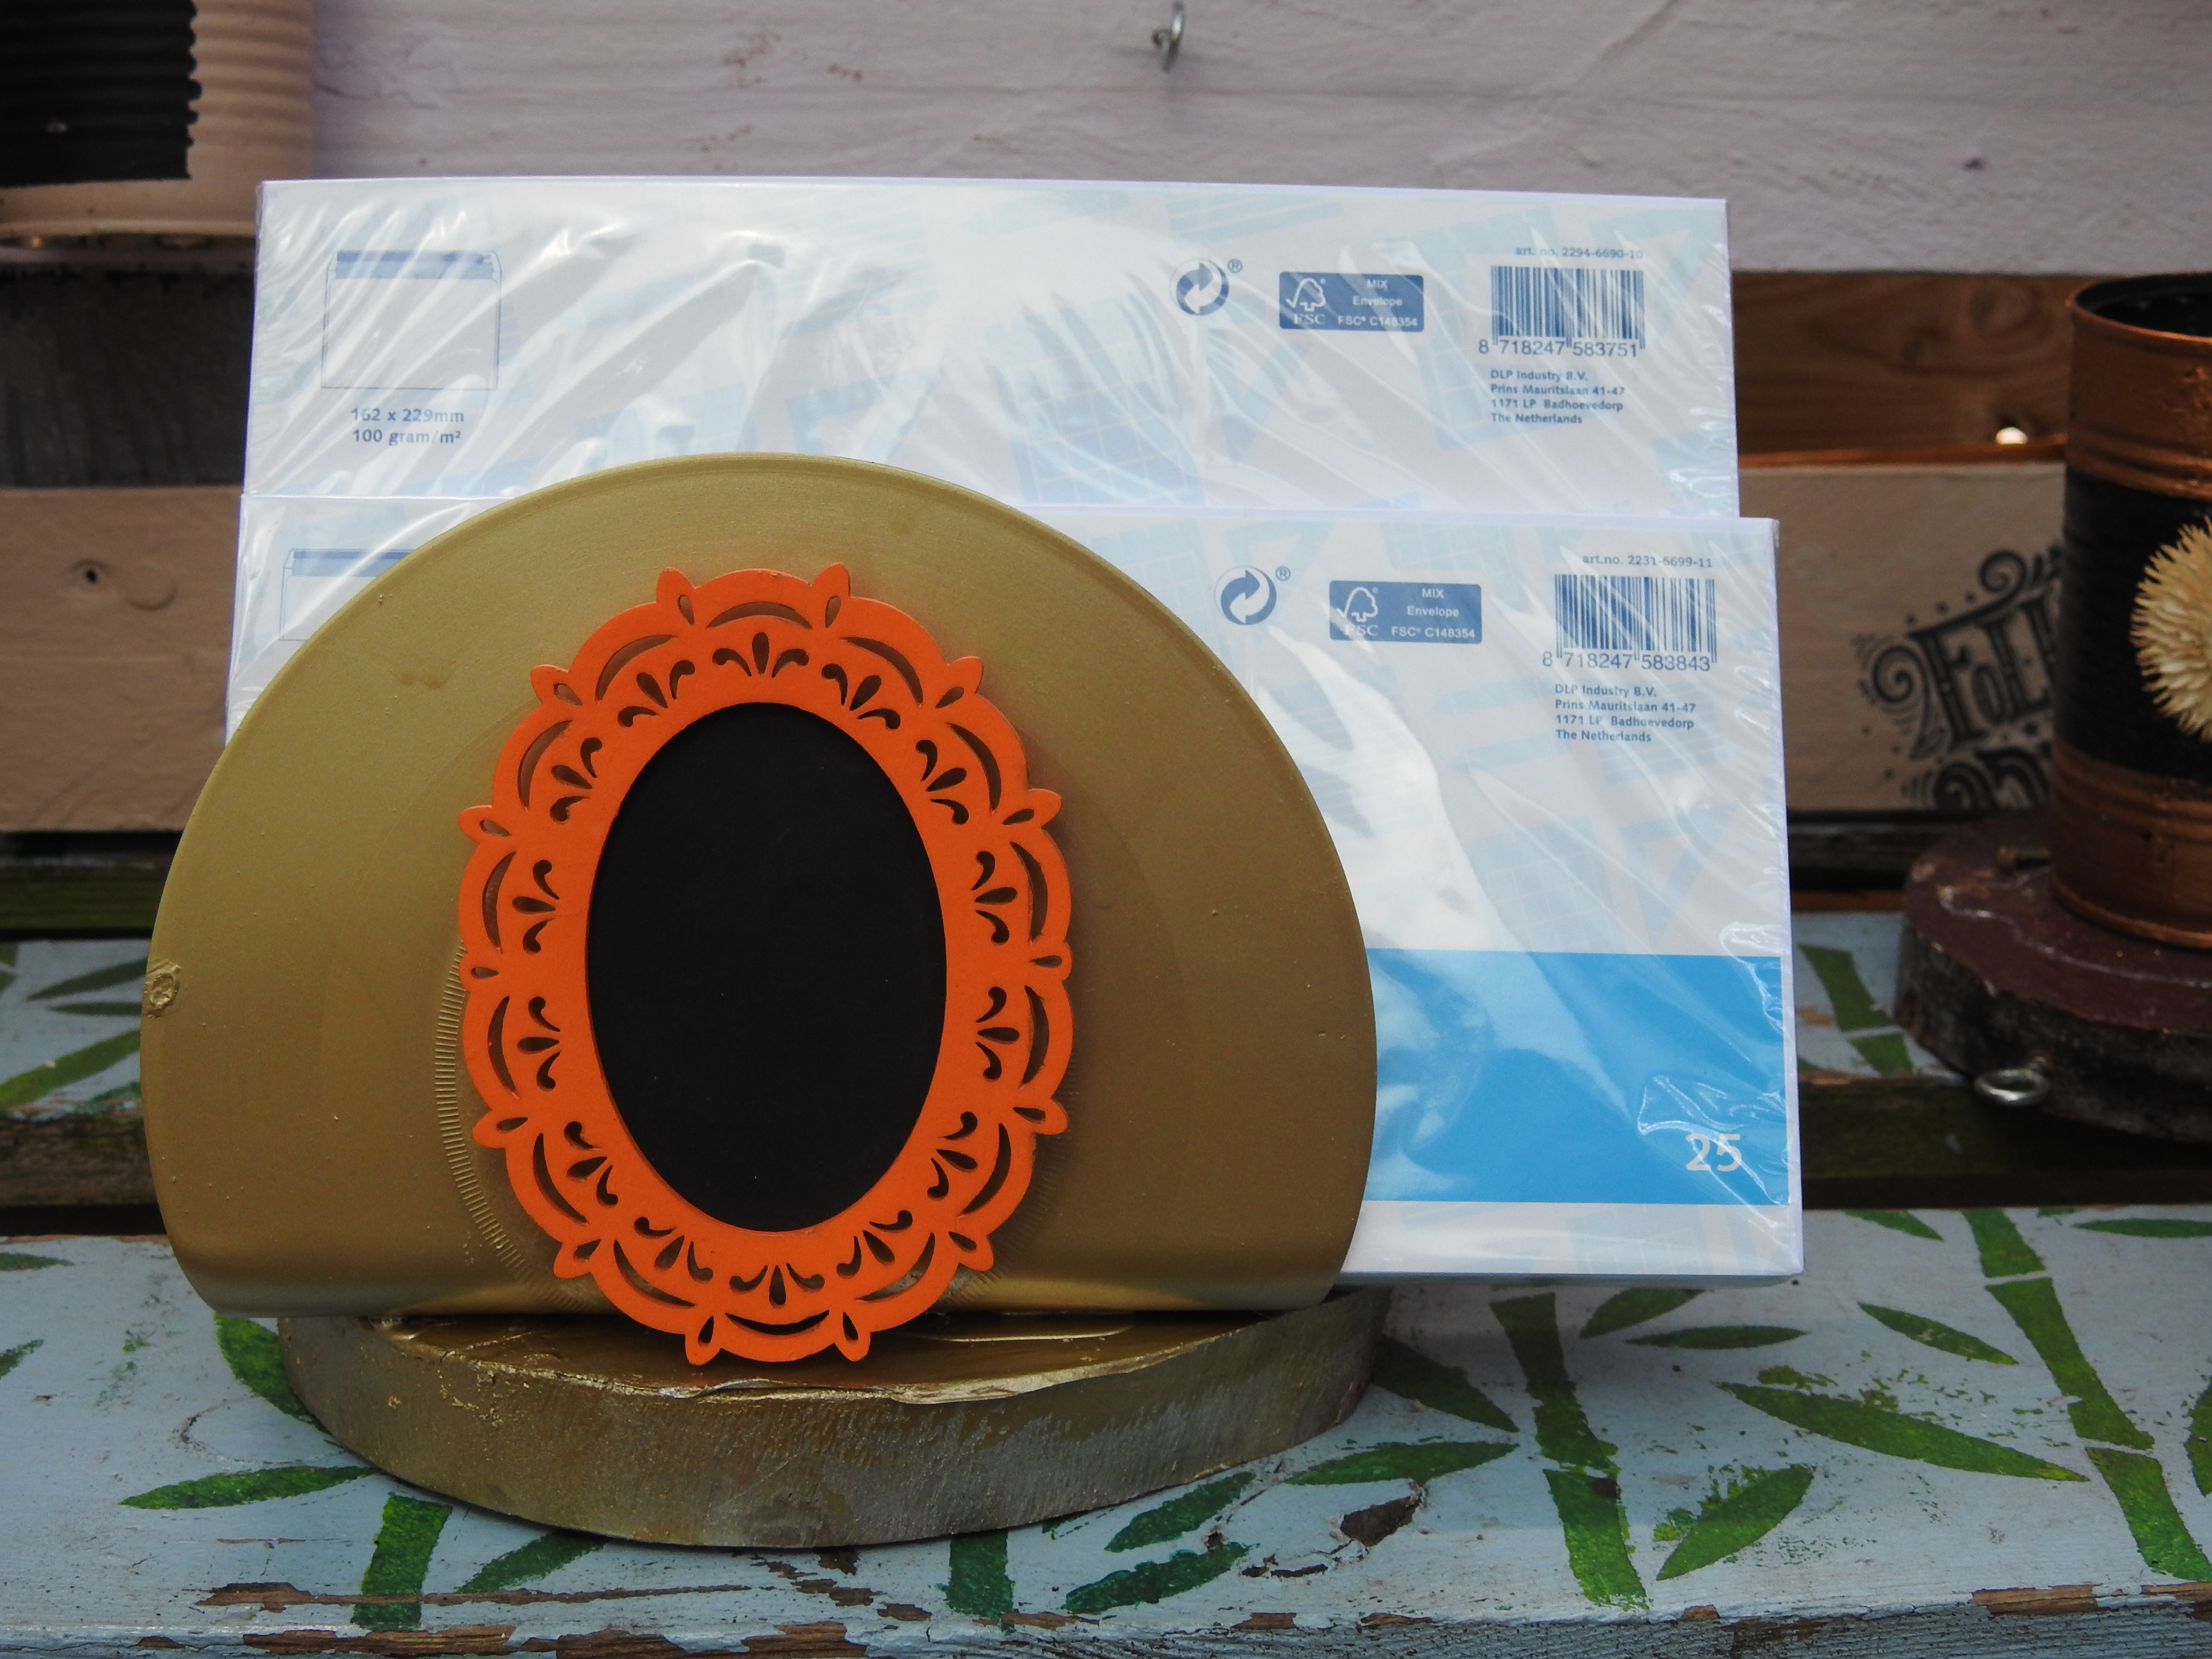 162 x 229mm
100 gram/m²
®
MIX
Envelope
FSC
FSC® C148354
art. no. 2294-6690-10
8 718247 583751
DLP Industry B.V.
Prins Mauritslaan 41-47
1171 LP Badhoevedorp
The Netherlands
®
MIX
Envelope
FSC
FSC® C148354
art.no. 2231-6699-11
8 718247 583843
DLP Industry B.V.
Prins Mauritslaan 41-47
1171 LP Badhoevedorp
The Netherlands
25